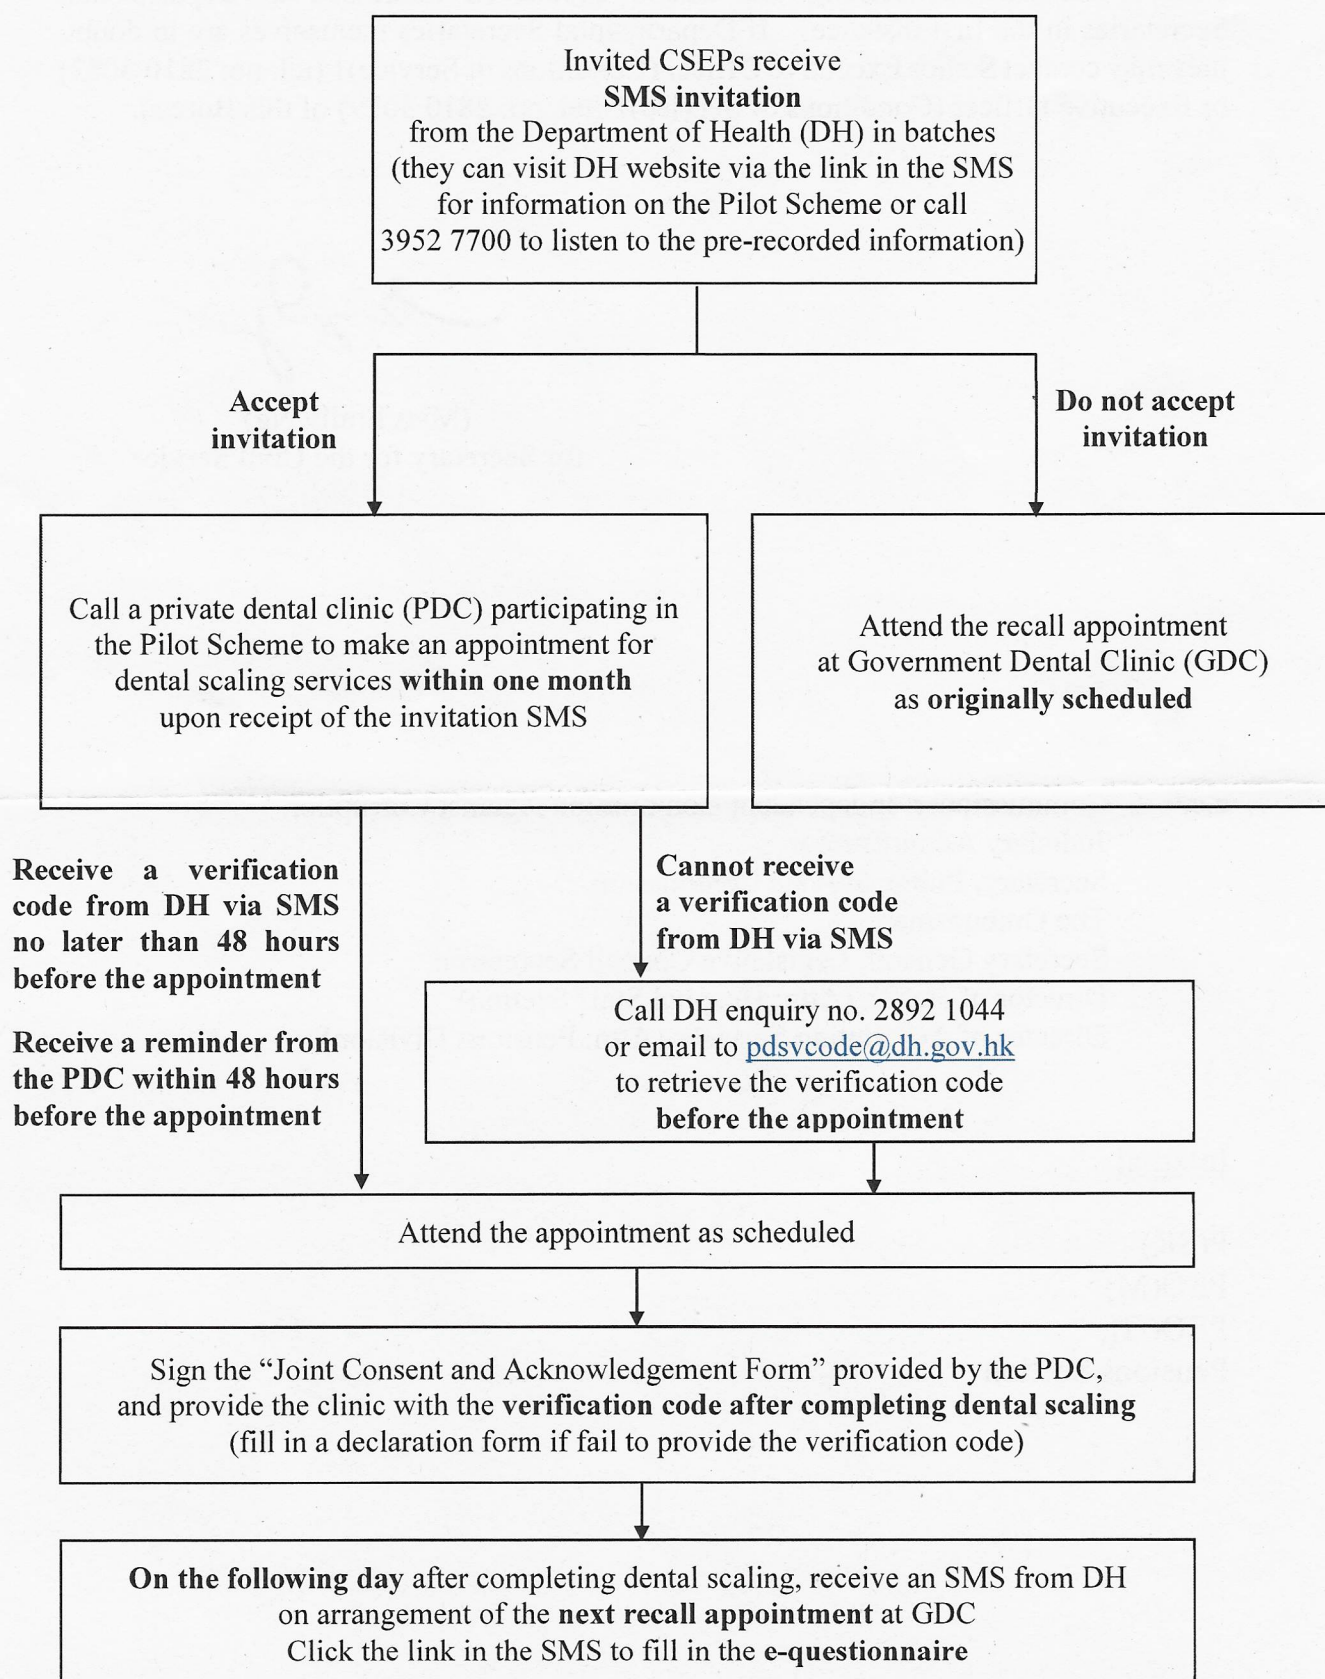 Invited CSEPs receive
SMS invitation
from the Department of Health (DH) in batches
(they can visit DH website via the link in the SMS
for information on the Pilot Scheme or call
3952 7700 to listen to the pre-recorded information)
Accept
invitation
Do not accept
invitation
Call a private dental clinic (PDC) participating in
the Pilot Scheme to make an appointment for
dental scaling services within one month
upon receipt of the invitation SMS
Attend the recall appointment
at Government Dental Clinic (GDC)
as originally scheduled
Receive a verification
code from DH via SMS
no later than 48 hours
before the appointment
Receive a reminder from
the PDC within 48 hours
before the appointment
Cannot receive
a verification code
from DH via SMS
Call DH enquiry no. 2892 1044
or email to pdsvcode@dh.gov.hk
to retrieve the verification code
before the appointment
Attend the appointment as scheduled
Sign the “Joint Consent and Acknowledgement Form” provided by the PDC,
and provide the clinic with the verification code after completing dental scaling
(fill in a declaration form if fail to provide the verification code)
On the following day after completing dental scaling, receive an SMS from DH
on arrangement of the next recall appointment at GDC
Click the link in the SMS to fill in the e-questionnaire